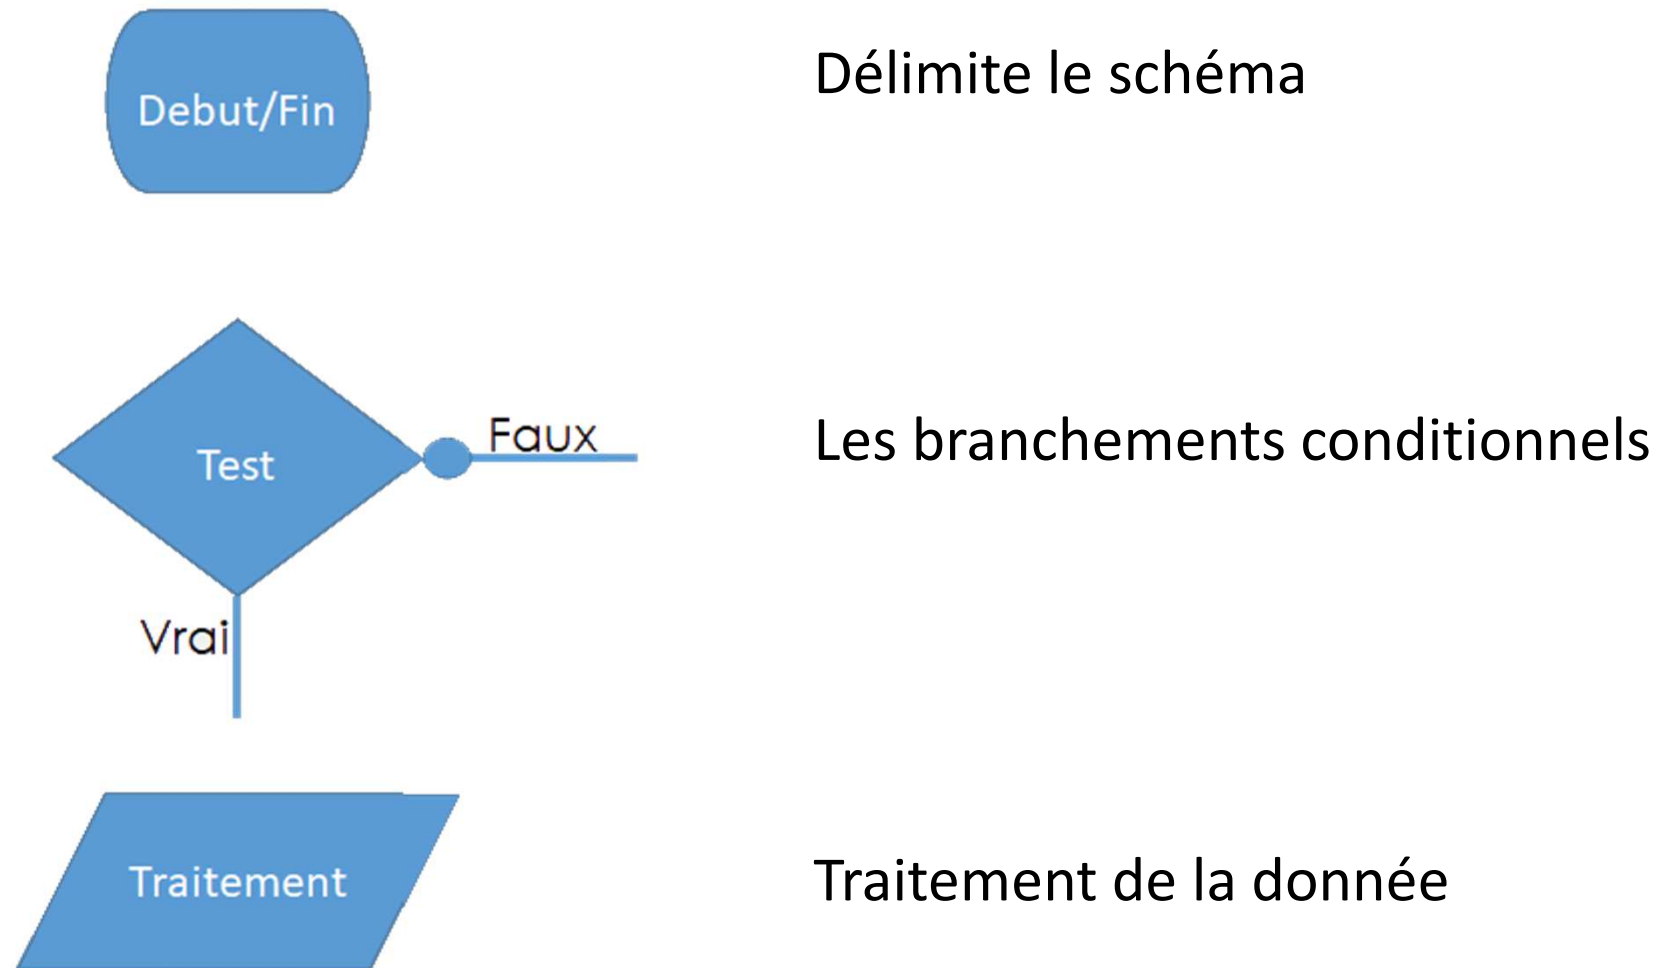 Debut/Fin
Délimite le schéma
Test
Faux
Vrai
Les branchements conditionnels
Traitement
Traitement de la donnée